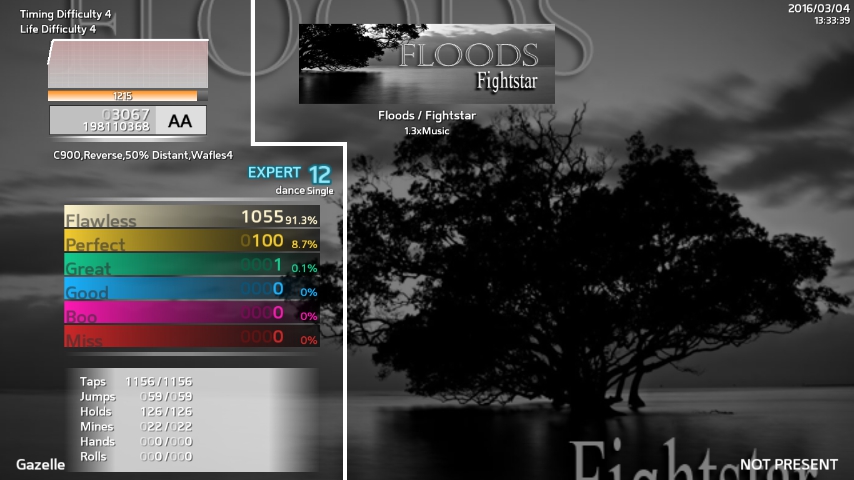 Timing Difficulty 4
Life Difficulty 4
1215
03067
198110368
AA
C900,Reverse,50% Distant,Wafles4
EXPERT 12
dance Single
Flawless 1055 91.3%
Perfect 0100 8.7%
Great 0001 0.1%
Good 0000 0%
Boo 0000 0%
Miss 0000 0%
Taps 1156/1156
Jumps 059/059
Holds 126/126
Mines 022/022
Hands 000/000
Rolls 000/000
Gazelle
FLOODS
FLOODS
Fightstar
Floods / Fightstar
1.3xMusic
2016/03/04
13:33:39
Fightstar
NOT PRESENT